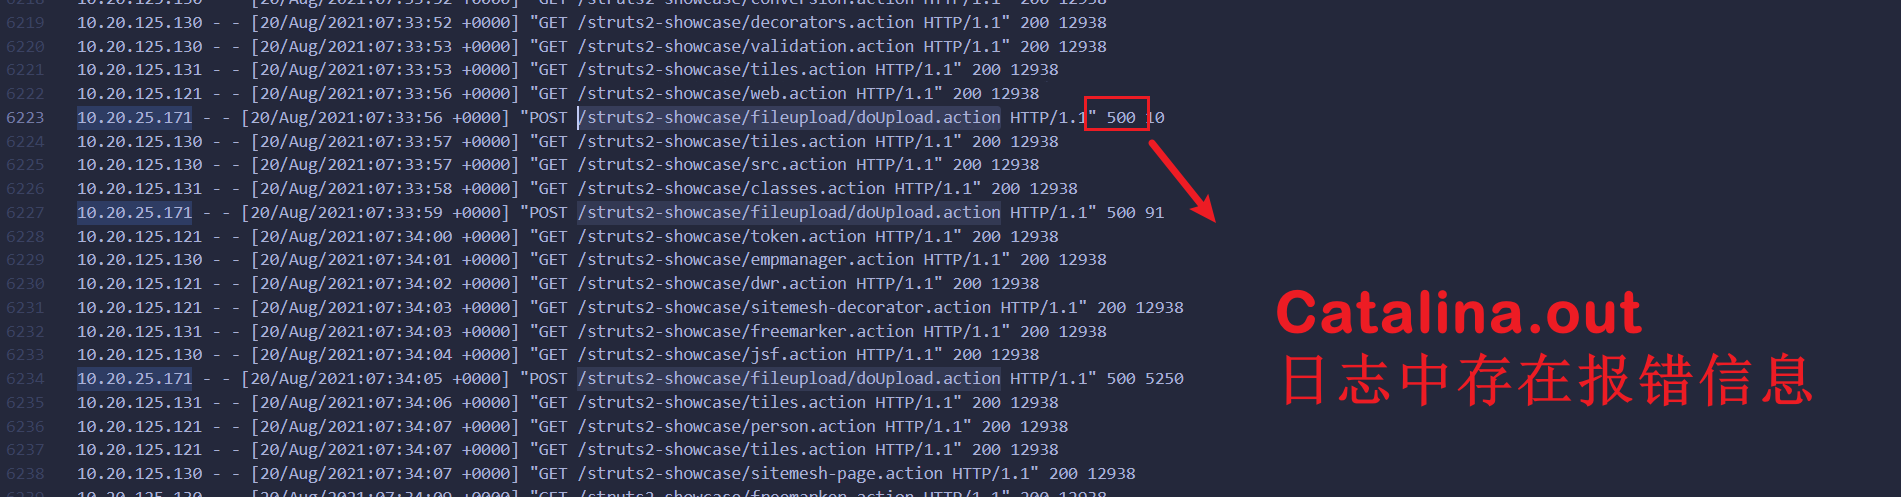 6219 10.20.125.130 - - [20/Aug/2021:07:33:52 +0000] "GET /struts2-showcase/decorators.action HTTP/1.1" 200 12938
6220 10.20.125.130 - - [20/Aug/2021:07:33:53 +0000] "GET /struts2-showcase/validation.action HTTP/1.1" 200 12938
6221 10.20.125.131 - - [20/Aug/2021:07:33:53 +0000] "GET /struts2-showcase/tiles.action HTTP/1.1" 200 12938
6222 10.20.125.121 - - [20/Aug/2021:07:33:56 +0000] "GET /struts2-showcase/web.action HTTP/1.1" 200 12938
6223 10.20.25.171 - - [20/Aug/2021:07:33:56 +0000] "POST /struts2-showcase/fileupload/doUpload.action HTTP/1.1" 500 10
6224 10.20.125.130 - - [20/Aug/2021:07:33:57 +0000] "GET /struts2-showcase/tiles.action HTTP/1.1" 200 12938
6225 10.20.125.130 - - [20/Aug/2021:07:33:57 +0000] "GET /struts2-showcase/src.action HTTP/1.1" 200 12938
6226 10.20.125.131 - - [20/Aug/2021:07:33:58 +0000] "GET /struts2-showcase/classes.action HTTP/1.1" 200 12938
6227 10.20.25.171 - - [20/Aug/2021:07:33:59 +0000] "POST /struts2-showcase/fileupload/doUpload.action HTTP/1.1" 500 91
6228 10.20.125.121 - - [20/Aug/2021:07:34:00 +0000] "GET /struts2-showcase/token.action HTTP/1.1" 200 12938
6229 10.20.125.130 - - [20/Aug/2021:07:34:01 +0000] "GET /struts2-showcase/empmanager.action HTTP/1.1" 200 12938
6230 10.20.125.121 - - [20/Aug/2021:07:34:02 +0000] "GET /struts2-showcase/dwr.action HTTP/1.1" 200 12938
6231 10.20.125.121 - - [20/Aug/2021:07:34:03 +0000] "GET /struts2-showcase/sitemesh-decorator.action HTTP/1.1" 200 12938
6232 10.20.125.131 - - [20/Aug/2021:07:34:03 +0000] "GET /struts2-showcase/freemarker.action HTTP/1.1" 200 12938
6233 10.20.125.130 - - [20/Aug/2021:07:34:04 +0000] "GET /struts2-showcase/jsf.action HTTP/1.1" 200 12938
6234 10.20.25.171 - - [20/Aug/2021:07:34:05 +0000] "POST /struts2-showcase/fileupload/doUpload.action HTTP/1.1" 500 5250
6235 10.20.125.131 - - [20/Aug/2021:07:34:06 +0000] "GET /struts2-showcase/tiles.action HTTP/1.1" 200 12938
6236 10.20.125.121 - - [20/Aug/2021:07:34:07 +0000] "GET /struts2-showcase/person.action HTTP/1.1" 200 12938
6237 10.20.125.121 - - [20/Aug/2021:07:34:07 +0000] "GET /struts2-showcase/tiles.action HTTP/1.1" 200 12938
6238 10.20.125.130 - - [20/Aug/2021:07:34:07 +0000] "GET /struts2-showcase/sitemesh-page.action HTTP/1.1" 200 12938
Catalina.out
日志中存在报错信息